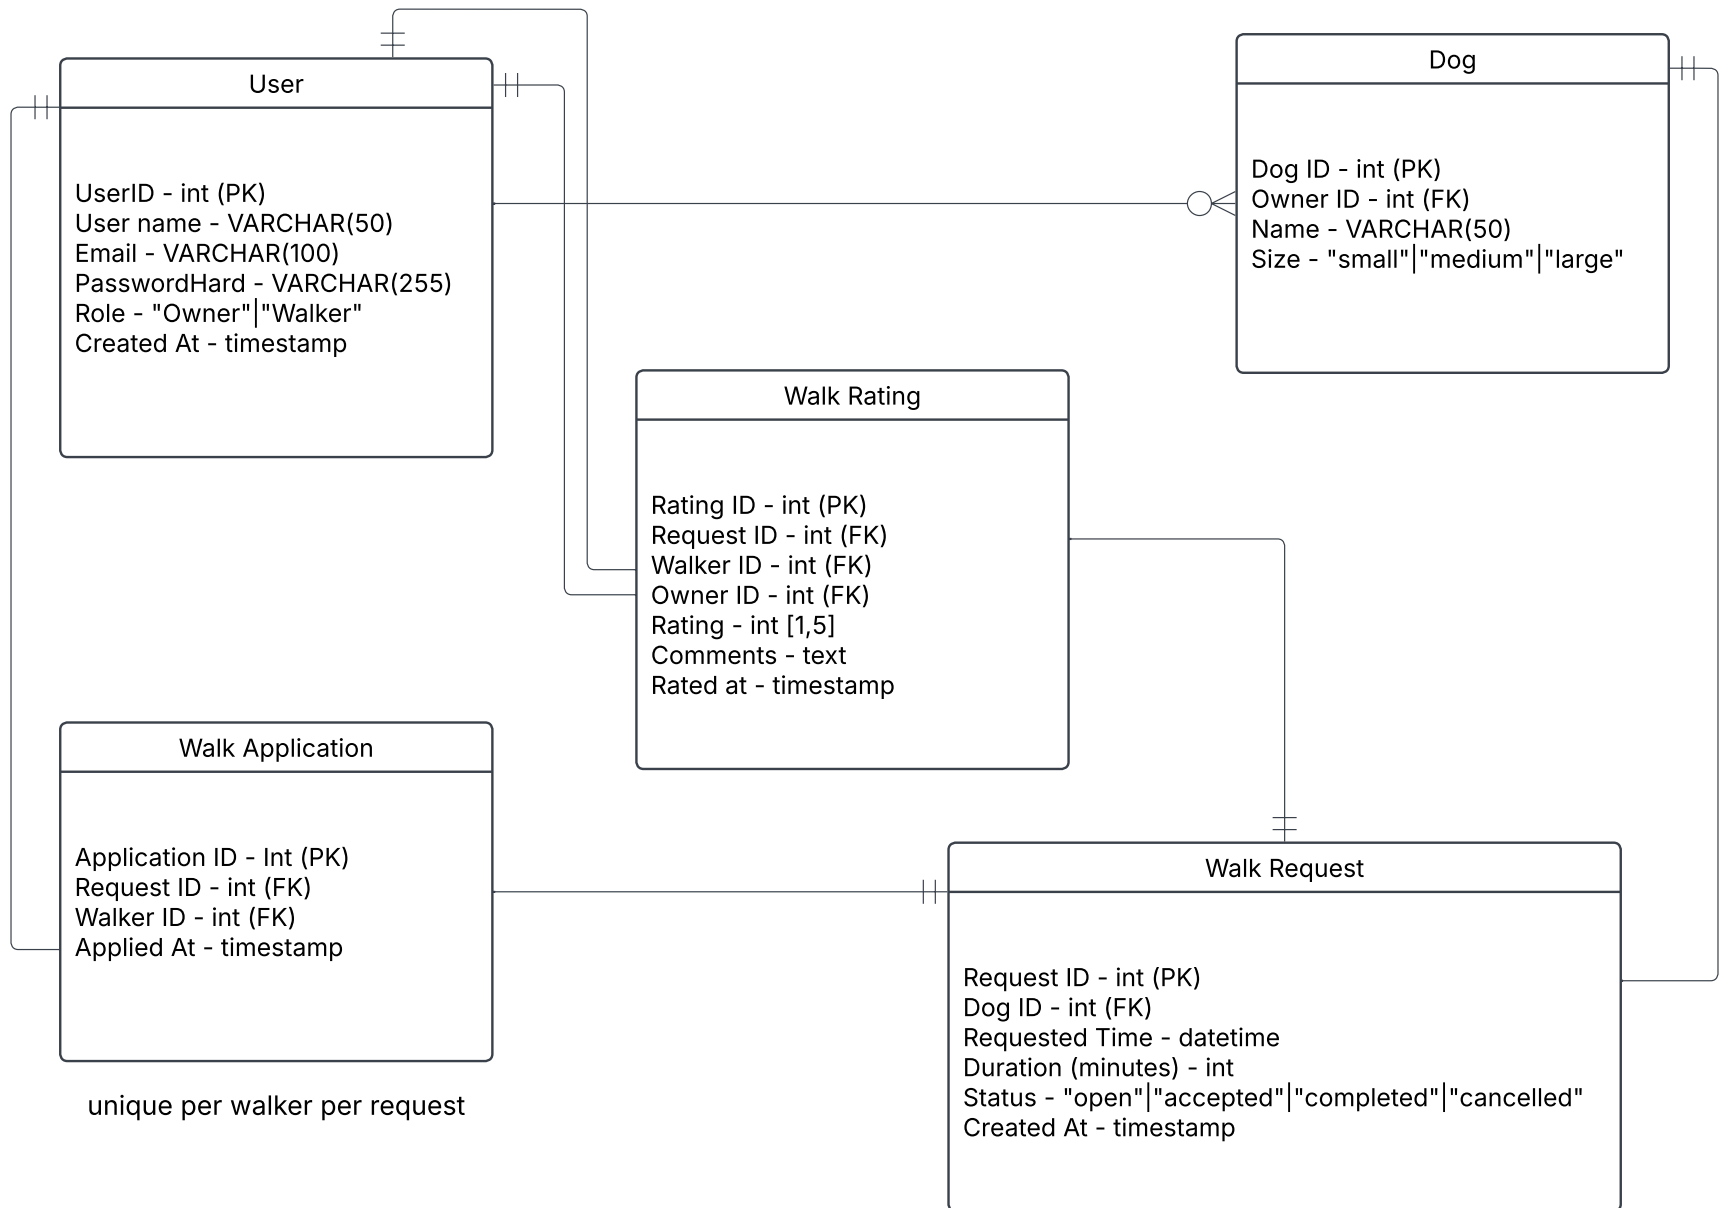 User
UserID - int (PK)
User name - VARCHAR(50)
Email - VARCHAR(100)
PasswordHard - VARCHAR(255)
Role - "Owner"|"Walker"
Created At - timestamp
Dog
Dog ID - int (PK)
Owner ID - int (FK)
Name - VARCHAR(50)
Size - "small"|"medium"|"large"
Walk Rating
Rating ID - int (PK)
Request ID - int (FK)
Walker ID - int (FK)
Owner ID - int (FK)
Rating - int [1,5]
Comments - text
Rated at - timestamp
Walk Application
Application ID - Int (PK)
Request ID - int (FK)
Walker ID - int (FK)
Applied At - timestamp
unique per walker per request
Walk Request
Request ID - int (PK)
Dog ID - int (FK)
Requested Time - datetime
Duration (minutes) - int
Status - "open"|"accepted"|"completed"|"cancelled"
Created At - timestamp